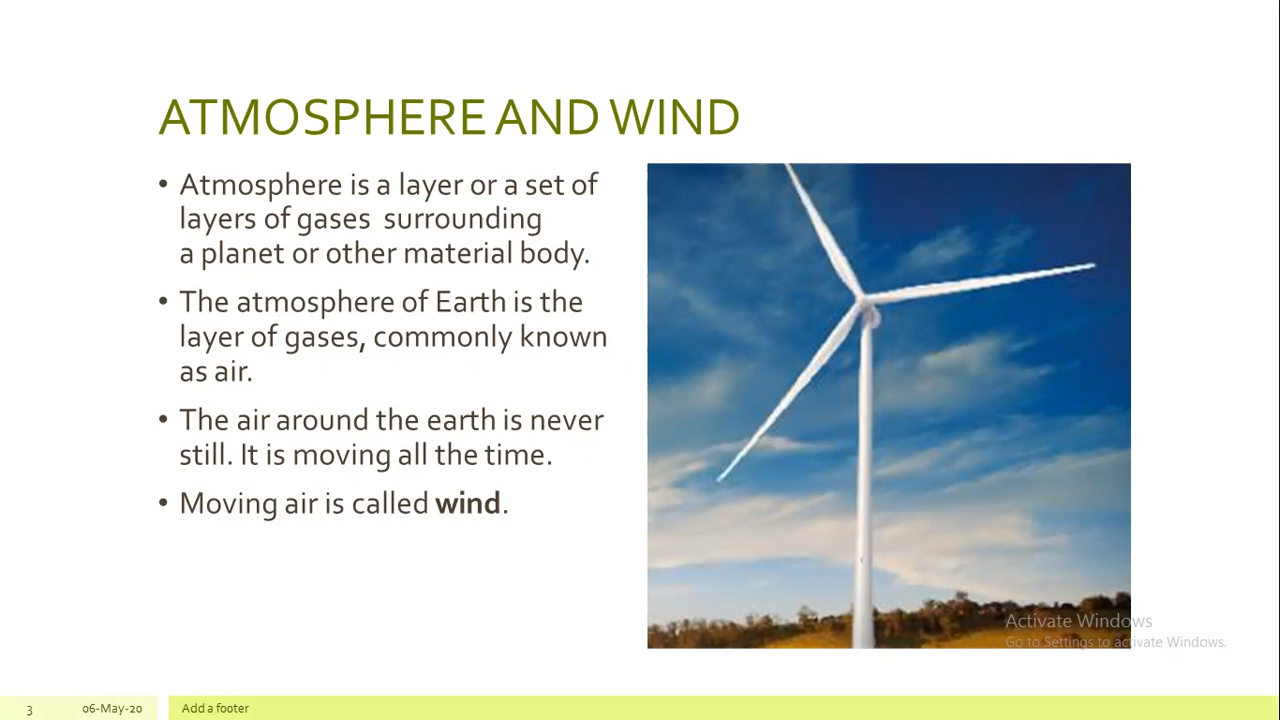 ATMOSPHERE AND WIND
• Atmosphere is a layer or a set of
layers of gases  surrounding
a planet or other material body.
• The atmosphere of Earth is the
layer of gases, commonly known
as air.
• The air around the earth is never
still. It is moving all the time.
• Moving air is called wind.
Activate Windows
Go to Settings to activate Windows.
3 06-May-20 Add a footer